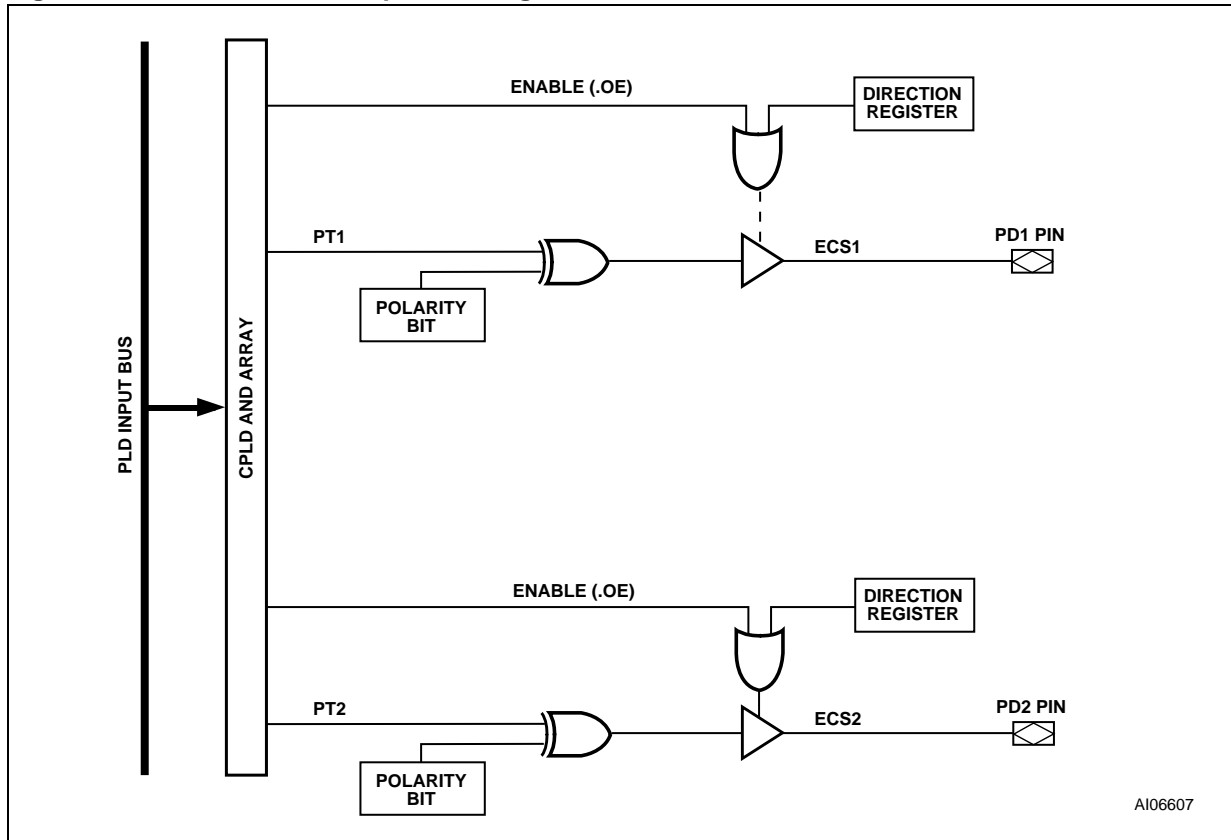 ENABLE (.OE)
DIRECTION
REGISTER
PT1
ECS1
PD1 PIN
POLARITY
BIT
PLD INPUT BUS
CPLD AND ARRAY
ENABLE (.OE)
DIRECTION
REGISTER
PT2
ECS2
PD2 PIN
POLARITY
BIT
AI06607